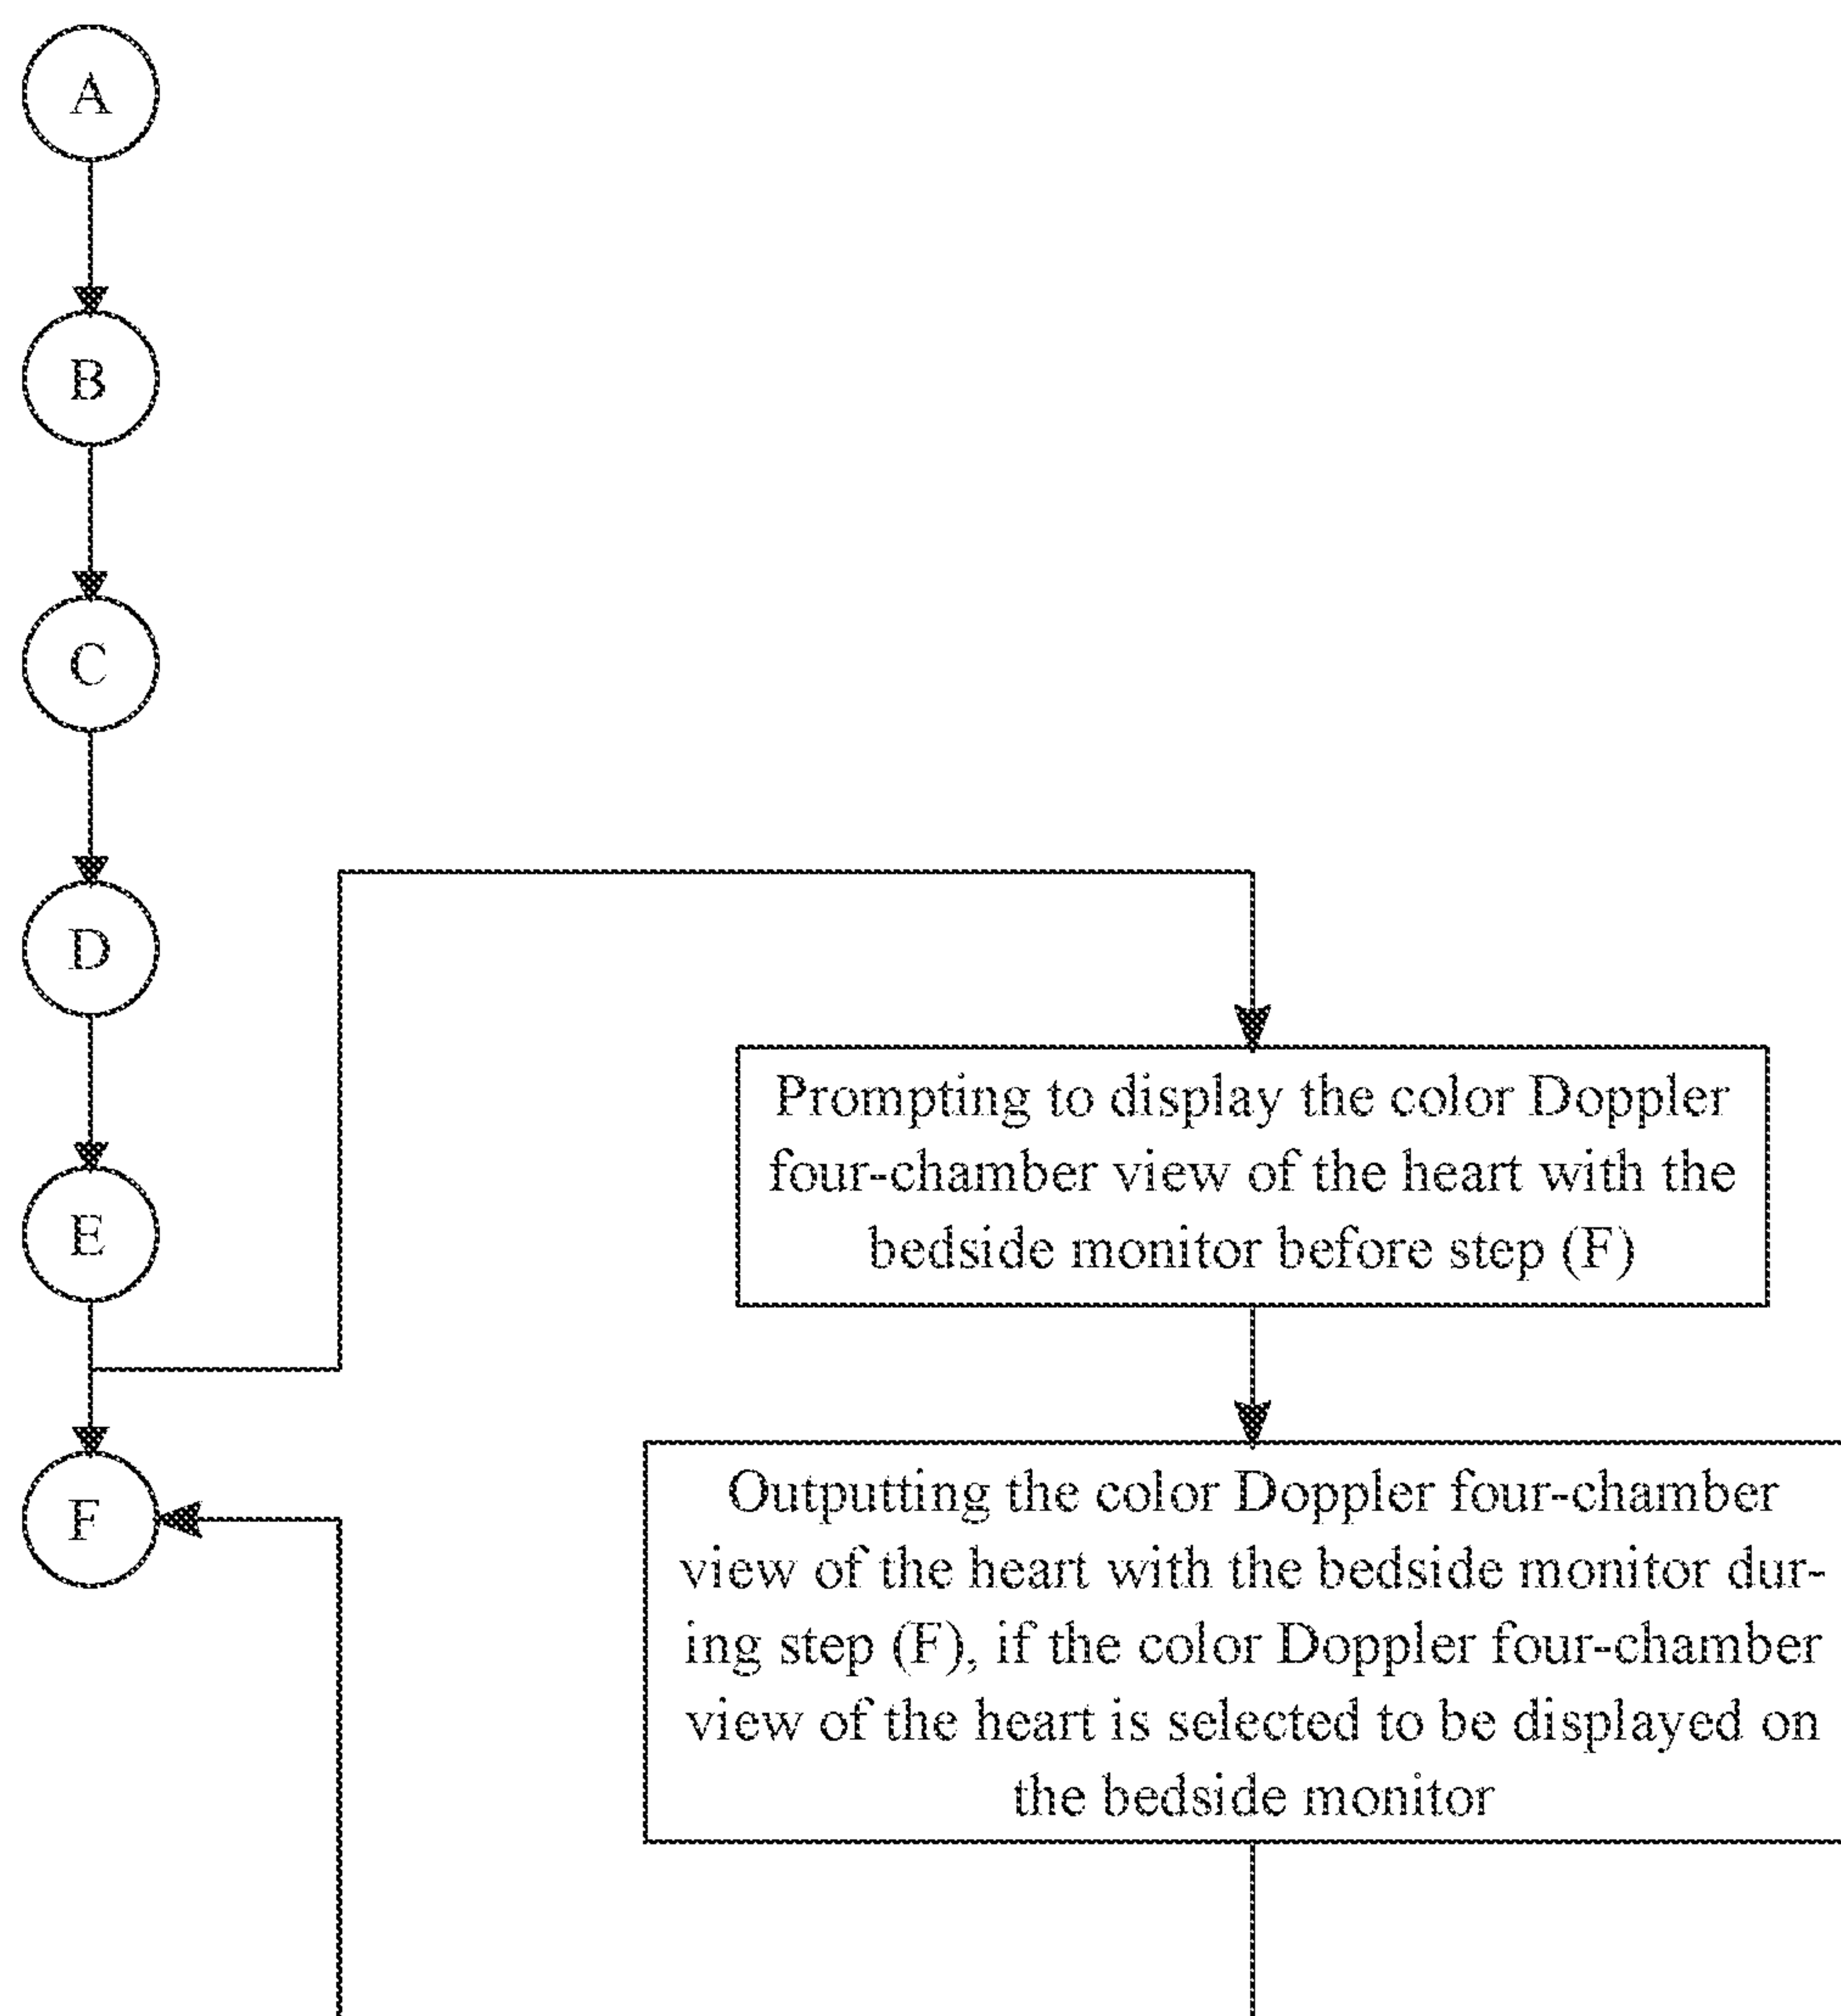 A
B
C
D
E
F
Prompting to display the color Doppler
four-chamber view of the heart with the
bedside monitor before step (F)
Outputting the color Doppler four-chamber
view of the heart with the bedside monitor dur-
ing step (F), if the color Doppler four-chamber
view of the heart is selected to be displayed on
the bedside monitor